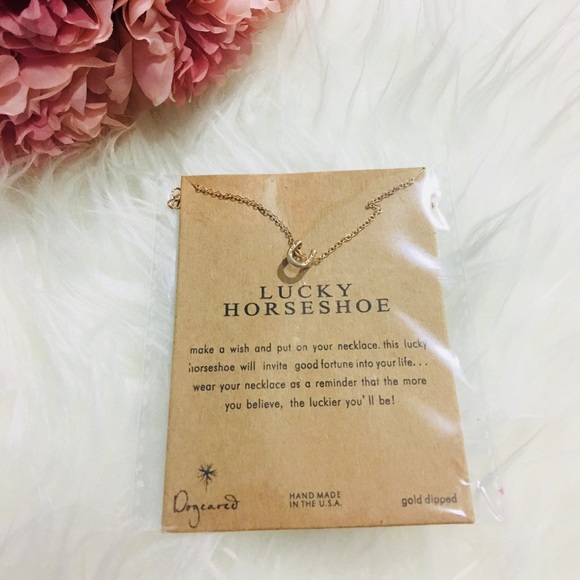 LUCKY
HORSESHOE
make a wish and put on your necklace. this lucky
horseshoe will invite good fortune into your life...
wear your necklace as a reminder that the more
you believe, the luckier you'll be!
Dogeared
HAND MADE
IN THE U.S.A.
gold dipped